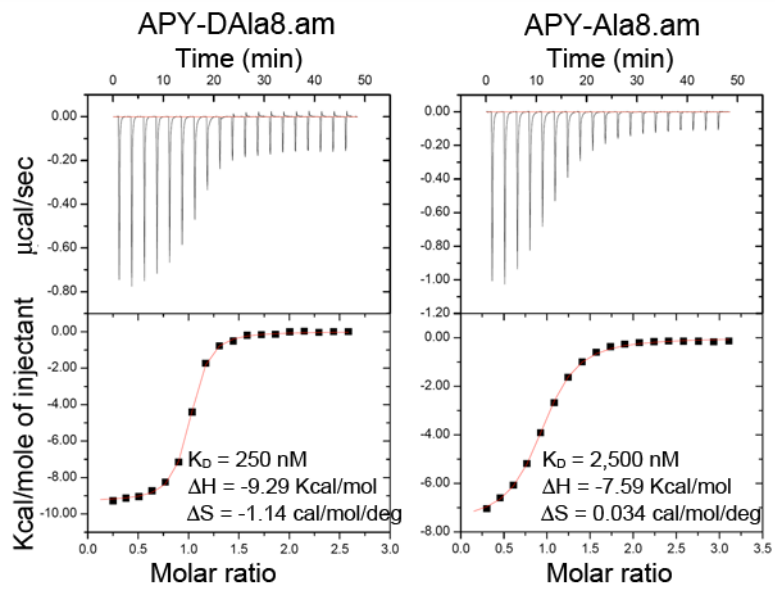 APY-DAla8.am
Time (min)
0 10 20 30 40 50
0.00
-0.20
-0.40
-0.60
-0.80
µcal/sec
0.00
-2.00
-4.00
-6.00
-8.00
-10.00
Kcal/mole of injectant
K_D = 250 nM
ΔH = -9.29 Kcal/mol
ΔS = -1.14 cal/mol/deg
0.0 0.5 1.0 1.5 2.0 2.5 3.0
Molar ratio
APY-Ala8.am
Time (min)
0 10 20 30 40 50
0.00
-0.20
-0.40
-0.60
-0.80
-1.00
-1.20
0.00
-2.00
-4.00
-6.00
-8.00
K_D = 2,500 nM
ΔH = -7.59 Kcal/mol
ΔS = 0.034 cal/mol/deg
0.0 0.5 1.0 1.5 2.0 2.5 3.0 3.5
Molar ratio